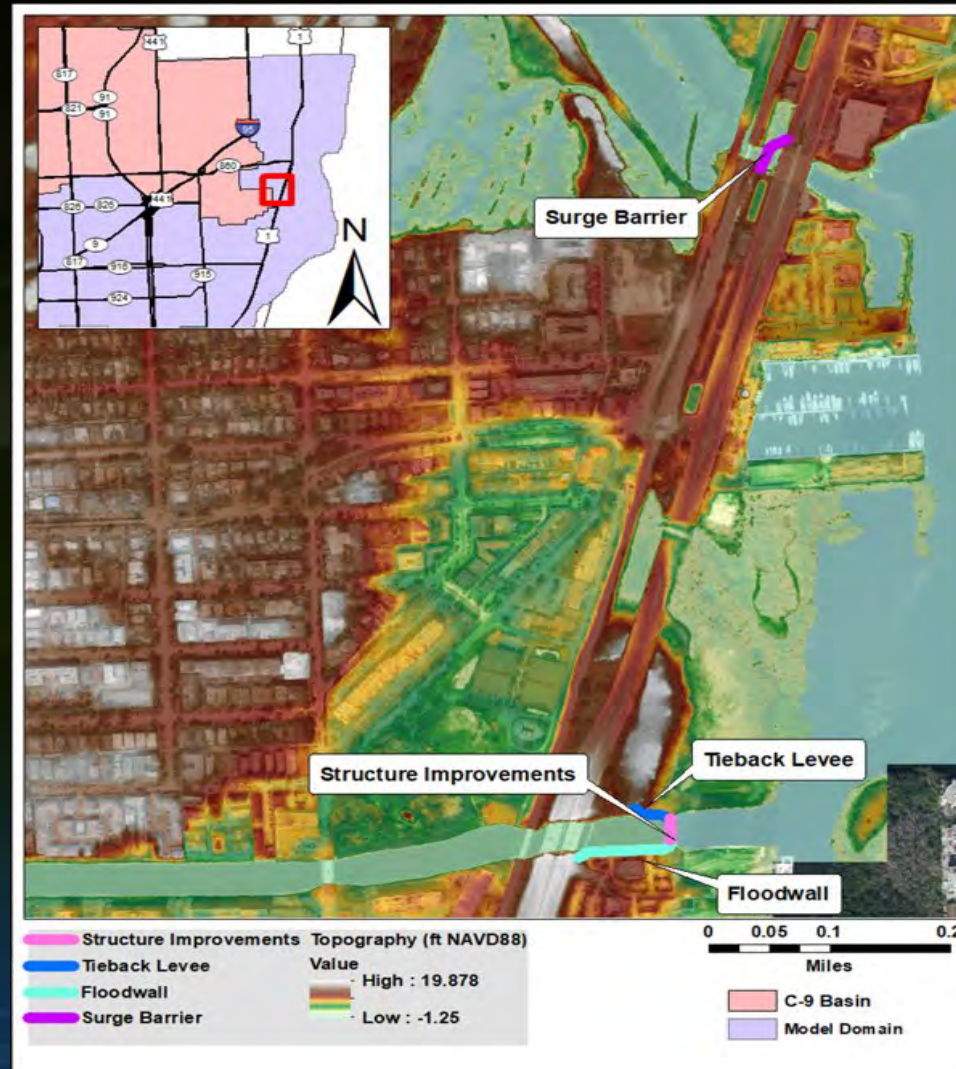 441
1
817
91
821
91
95
860
826
826
441
9
1
817
916
915
924
N
Surge Barrier
Structure Improvements
Tieback Levee
Floodwall
Structure Improvements
Tieback Levee
Floodwall
Surge Barrier
Topography (ft NAVD88)
Value
High : 19.878
Low : -1.25
0 0.05 0.1 0.2
Miles
C-9 Basin
Model Domain